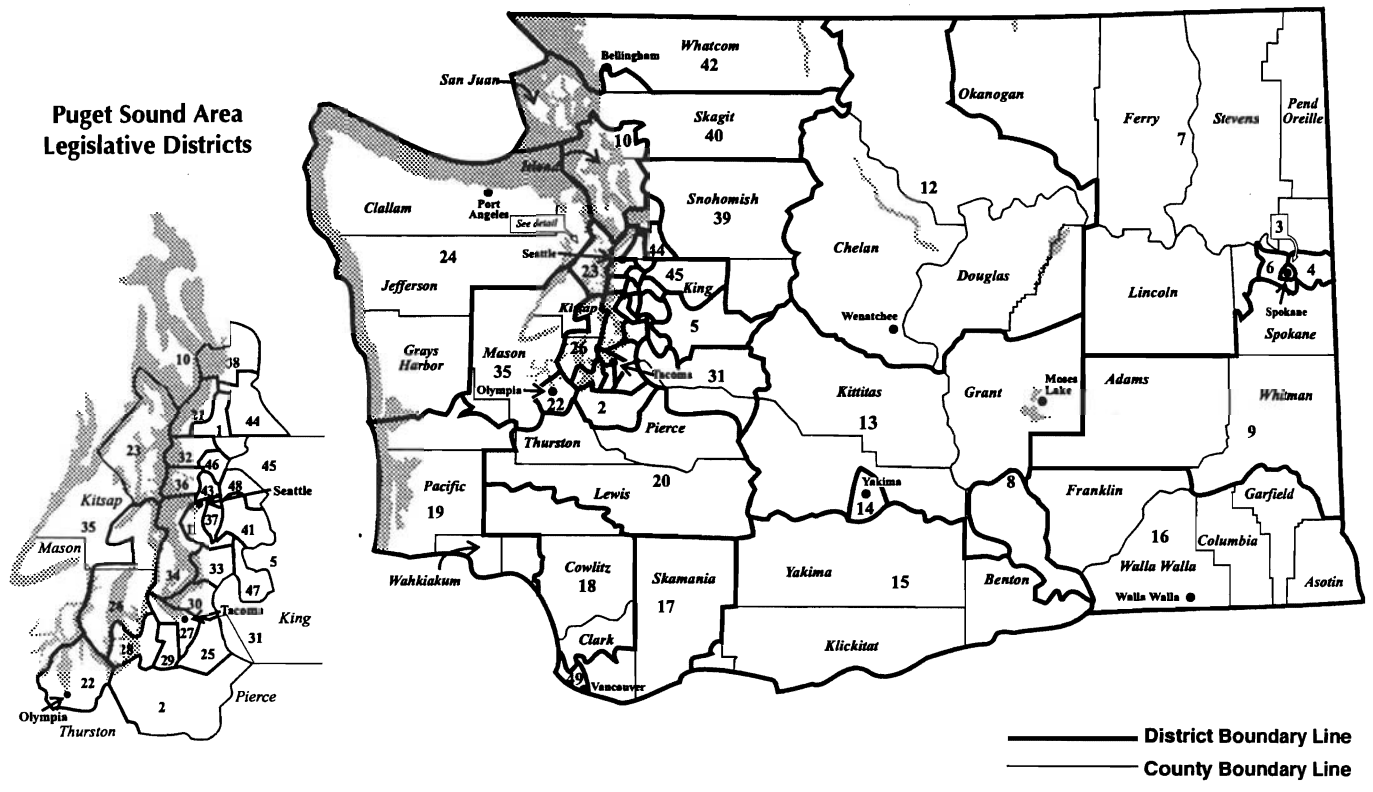 Puget Sound Area
Legislative Districts
10
38
21
1
44
23
32
46
45
36
43
48
Seattle
Kitsap
35
37
41
Mason
33
5
34
47
26
30
Tacoma
King
27
31
28
29
25
22
2
Pierce
Olympia
Thurston
Whatcom
42
Bellingham
San Juan
Skagit
40
10
Island
Okanogan
Ferry
7
Stevens
Pend
Oreille
Clallam
Port
Angeles
See detail
Snohomish
39
12
Chelan
Douglas
24
Jefferson
Seattle
23
44
45
King
Kitsap
5
Lincoln
3
6
4
Spokane
Spokane
Wenatchee
Grays
Harbor
Mason
35
26
Tacoma
31
Olympia
22
2
Thurston
Pierce
Kittitas
13
Grant
Moses
Lake
Adams
Whitman
9
20
Lewis
Pacific
19
Yakima
14
8
Franklin
16
Walla Walla
Columbia
Garfield
Asotin
Walla Walla
Wahkiakum
Cowlitz
18
Skamania
17
Yakima
15
Benton
Clark
49
Vancouver
Klickitat
District Boundary Line
County Boundary Line